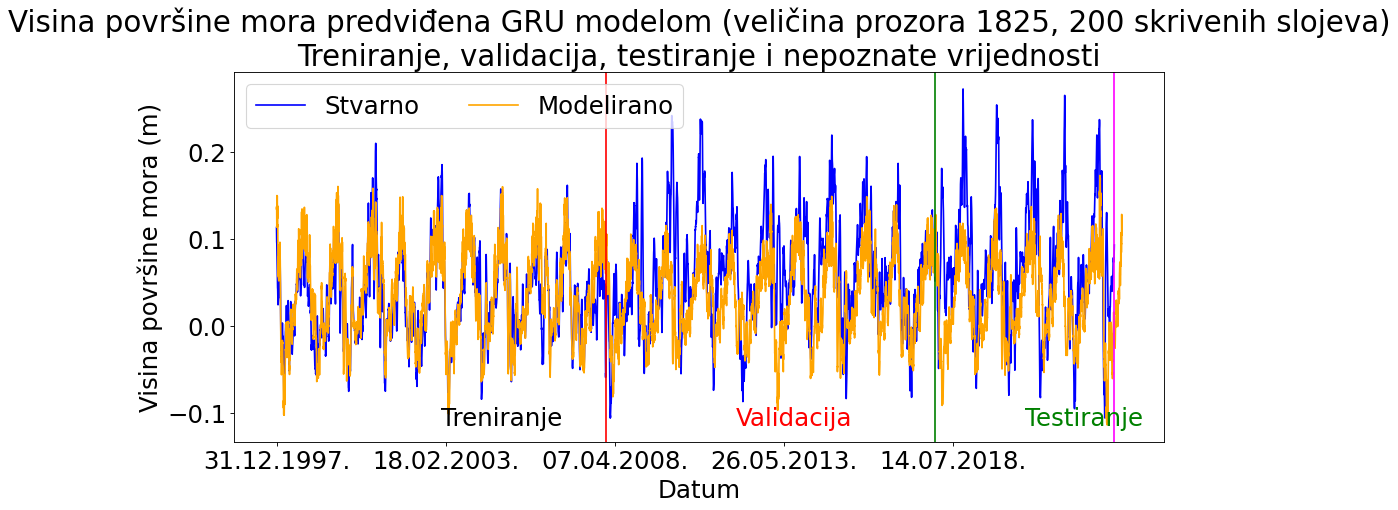 Visina površine mora predviđena GRU modelom (veličina prozora 1825, 200 skrivenih slojeva)
Treniranje, validacija, testiranje i nepoznate vrijednosti
Stvarno Modelirano
Visina površine mora (m)
0.2
0.1
0.0
−0.1
Treniranje Validacija Testiranje
31.12.1997. 18.02.2003. 07.04.2008. 26.05.2013. 14.07.2018.
Datum